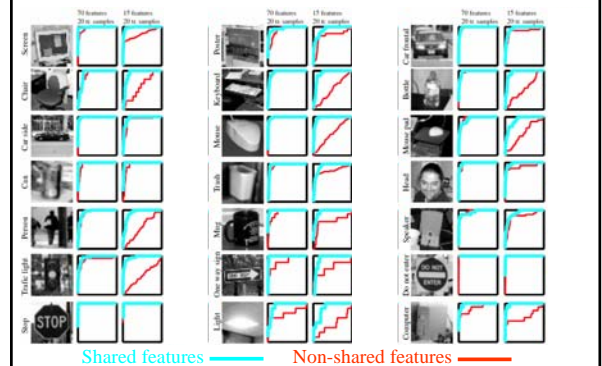 70 features 15 features
20 tr. samples 20 tr. samples
70 features 15 features
20 tr. samples 20 tr. samples
70 features 15 features
20 tr. samples 20 tr. samples
Screen
Poster
Car frontal
Chair
Keyboard
Bottle
Car side
Mouse
Mouse pad
Can
Trash
Head
Person
Mug
Speaker
Trafic light
One way sign
ONE WAY
Do not enter
DO NOT
ENTER
Stop
STOP
Light
Computer
Shared features
Non-shared features